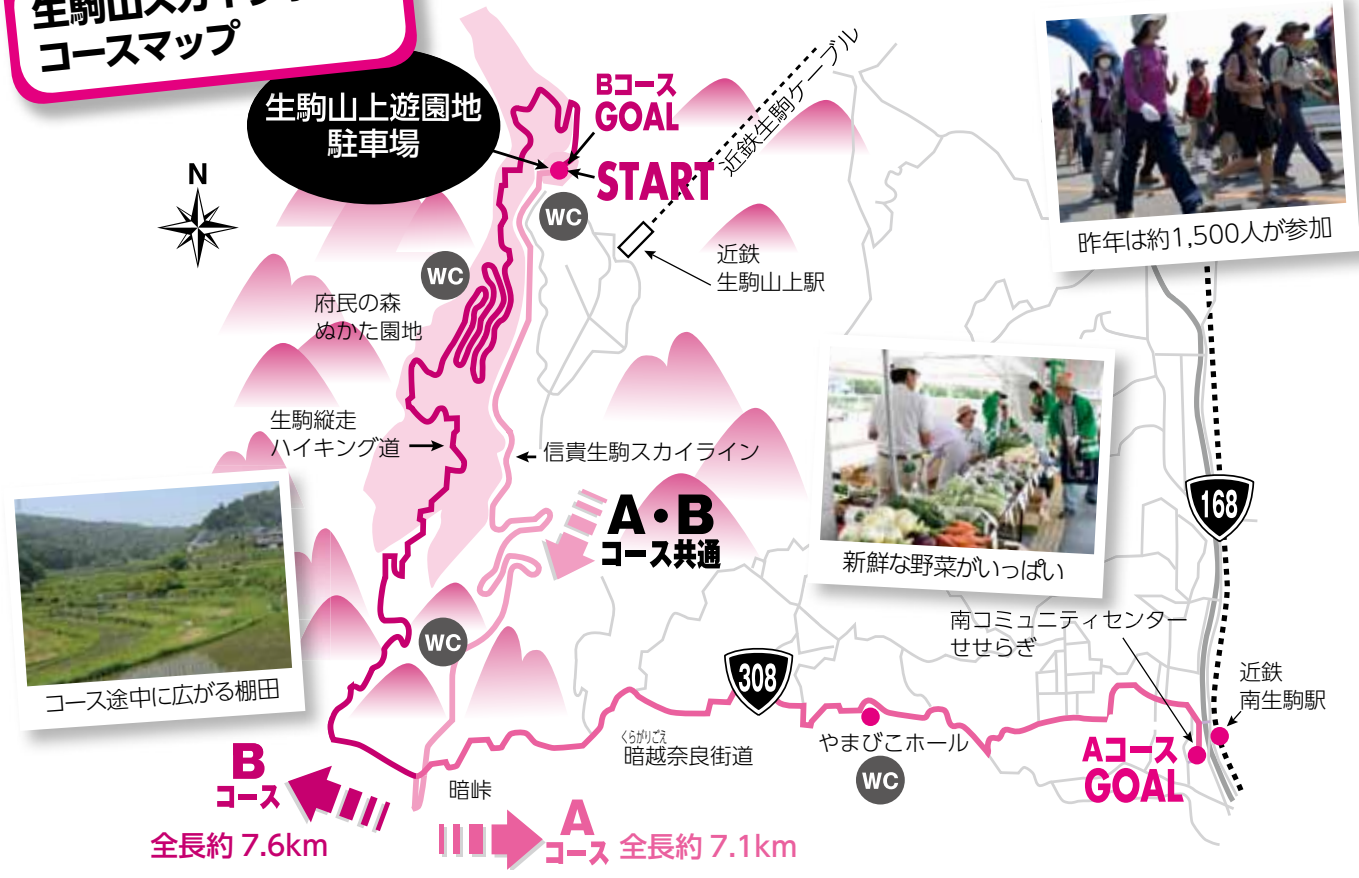 コースマップ
生駒山上遊園地
駐車場
Bコース
GOAL
START
近鉄生駒ケーブル
N
WC
WC
近鉄
生駒山上駅
昨年は約1,500人が参加
府民の森
ぬかた園地
生駒縦走
ハイキング道
信貴生駒スカイライン
A・B
コース共通
新鮮な野菜がいっぱい
168
コース途中に広がる棚田
WC
308
南コミュニティセンター
せせらぎ
近鉄
南生駒駅
くらがりごえ
暗越奈良街道
やまびこホール
WC
Aコース
GOAL
暗峠
B
コース
全長約 7.6km
A
コース 全長約 7.1km